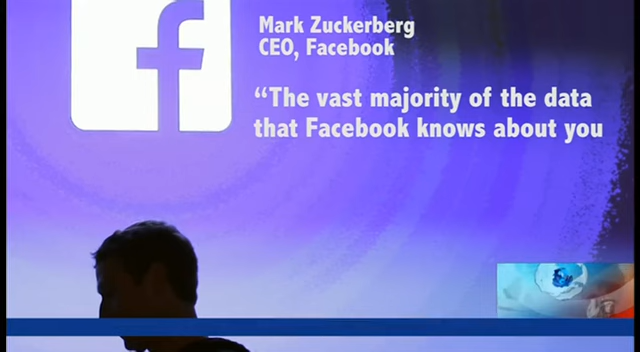 Mark Zuckerberg
CEO, Facebook
“The vast majority of the data
that Facebook knows about you